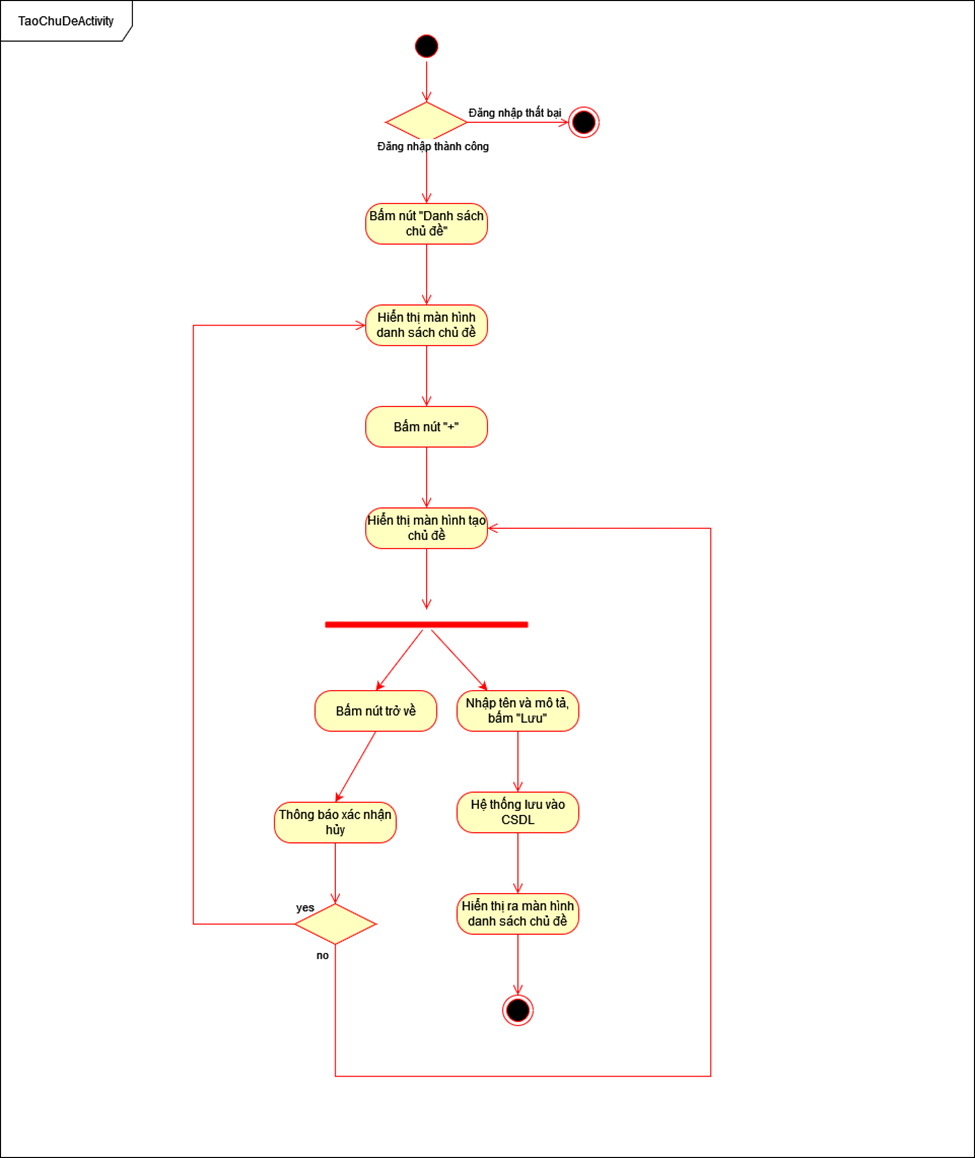 TaoChuDeActivity
Đăng nhập thất bại
Đăng nhập thành công
Bấm nút "Danh sách
chủ đề"
Hiển thị màn hình
danh sách chủ đề
Bấm nút "+"
Hiển thị màn hình tạo
chủ đề
Bấm nút trở về
Nhập tên và mô tả,
bấm "Lưu"
Thông báo xác nhận
hủy
Hệ thống lưu vào
CSDL
yes
no
Hiển thị ra màn hình
danh sách chủ đề